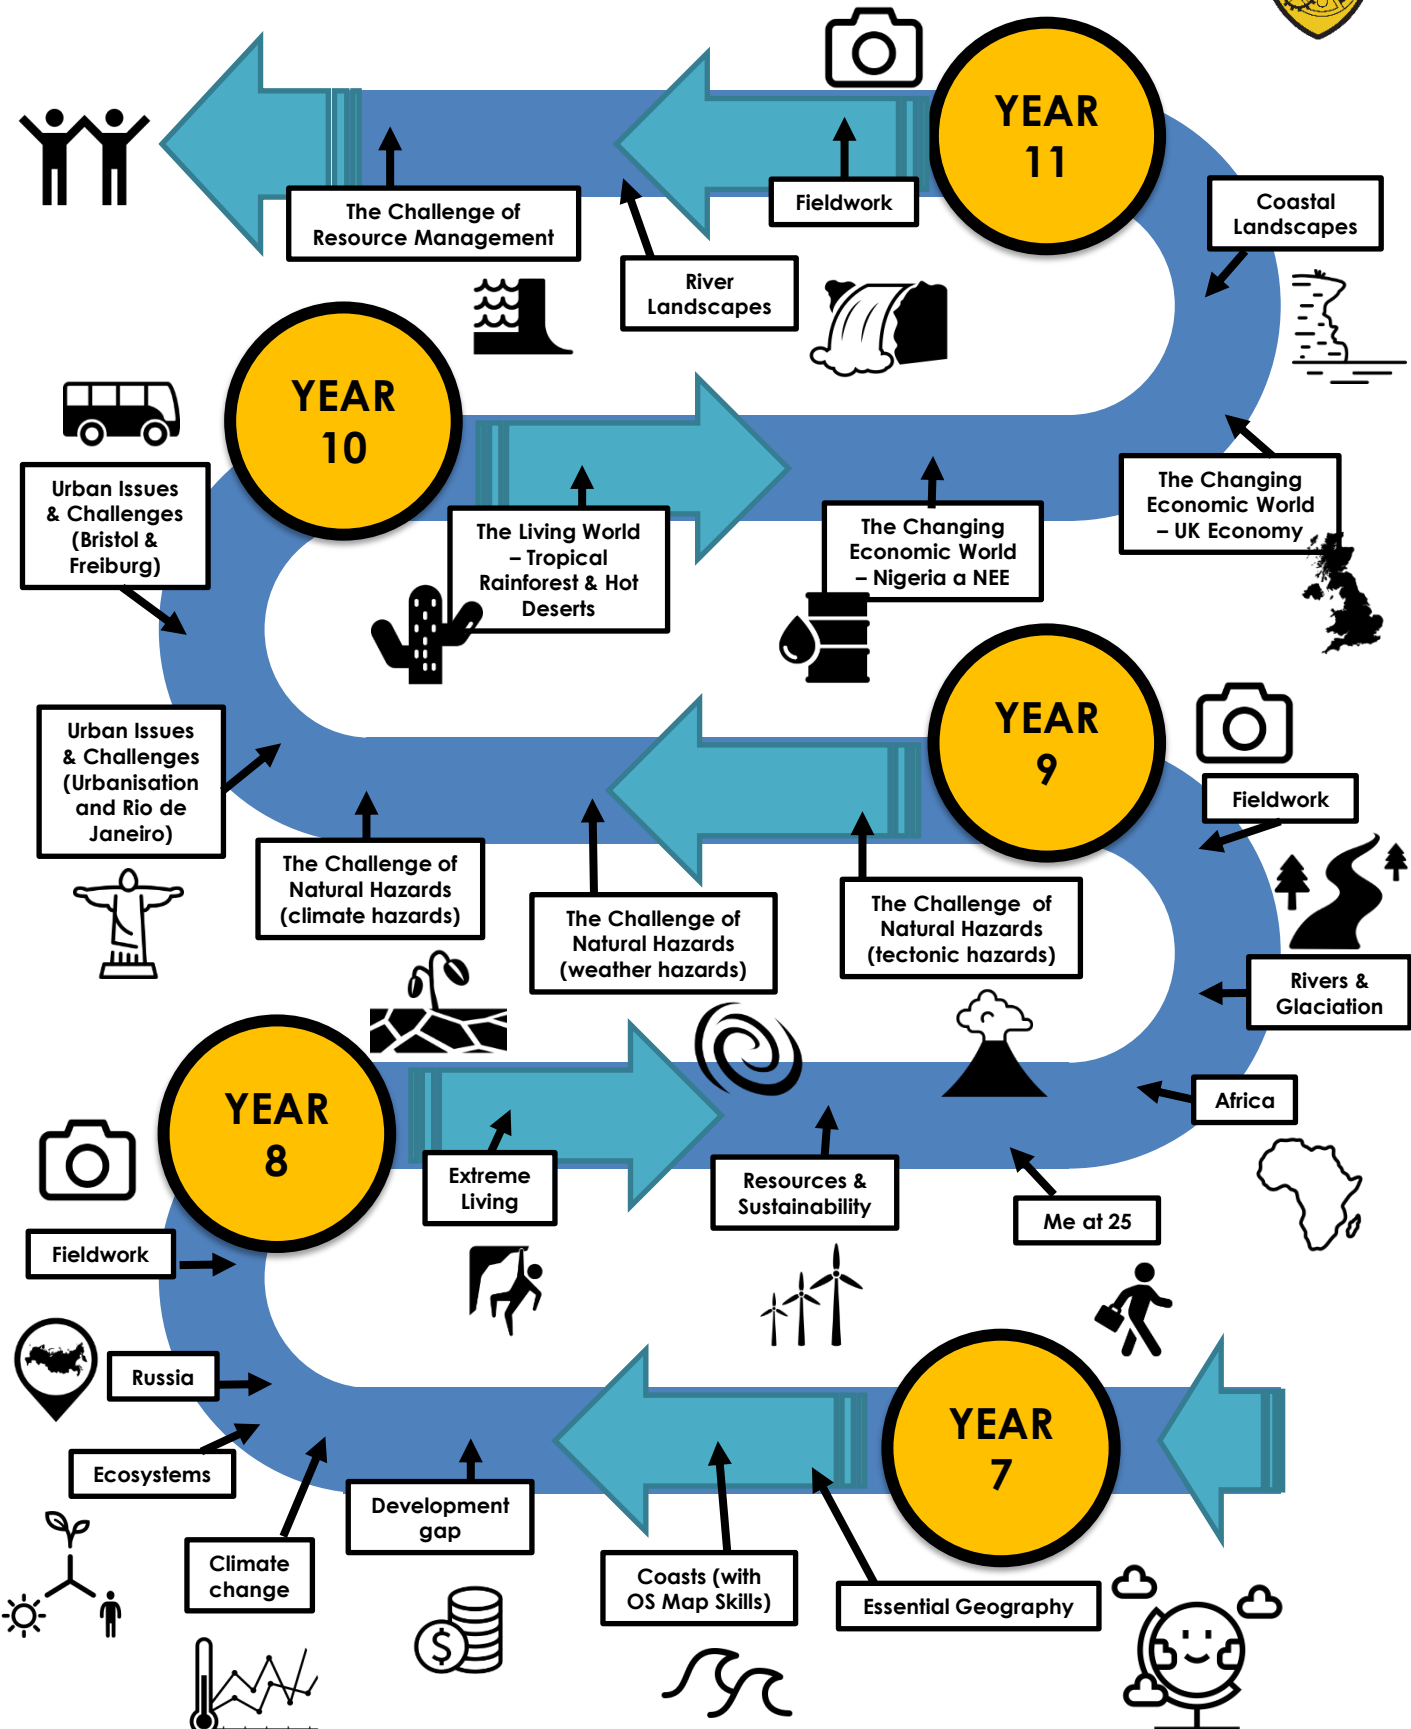 YEAR
11
Fieldwork
The Challenge of
Resource Management
River
Landscapes
Coastal
Landscapes
YEAR
10
Urban Issues
& Challenges
(Bristol &
Freiburg)
The Living World
– Tropical
Rainforest & Hot
Deserts
The Changing
Economic World
– Nigeria a NEE
The Changing
Economic World
– UK Economy
Urban Issues
& Challenges
(Urbanisation
and Rio de
Janeiro)
YEAR
9
Fieldwork
The Challenge of
Natural Hazards
(climate hazards)
The Challenge of
Natural Hazards
(weather hazards)
The Challenge of
Natural Hazards
(tectonic hazards)
Rivers &
Glaciation
YEAR
8
Africa
Extreme
Living
Resources &
Sustainability
Me at 25
Fieldwork
Russia
YEAR
7
Ecosystems
Development
gap
Climate
change
Coasts (with
OS Map Skills)
Essential Geography
$